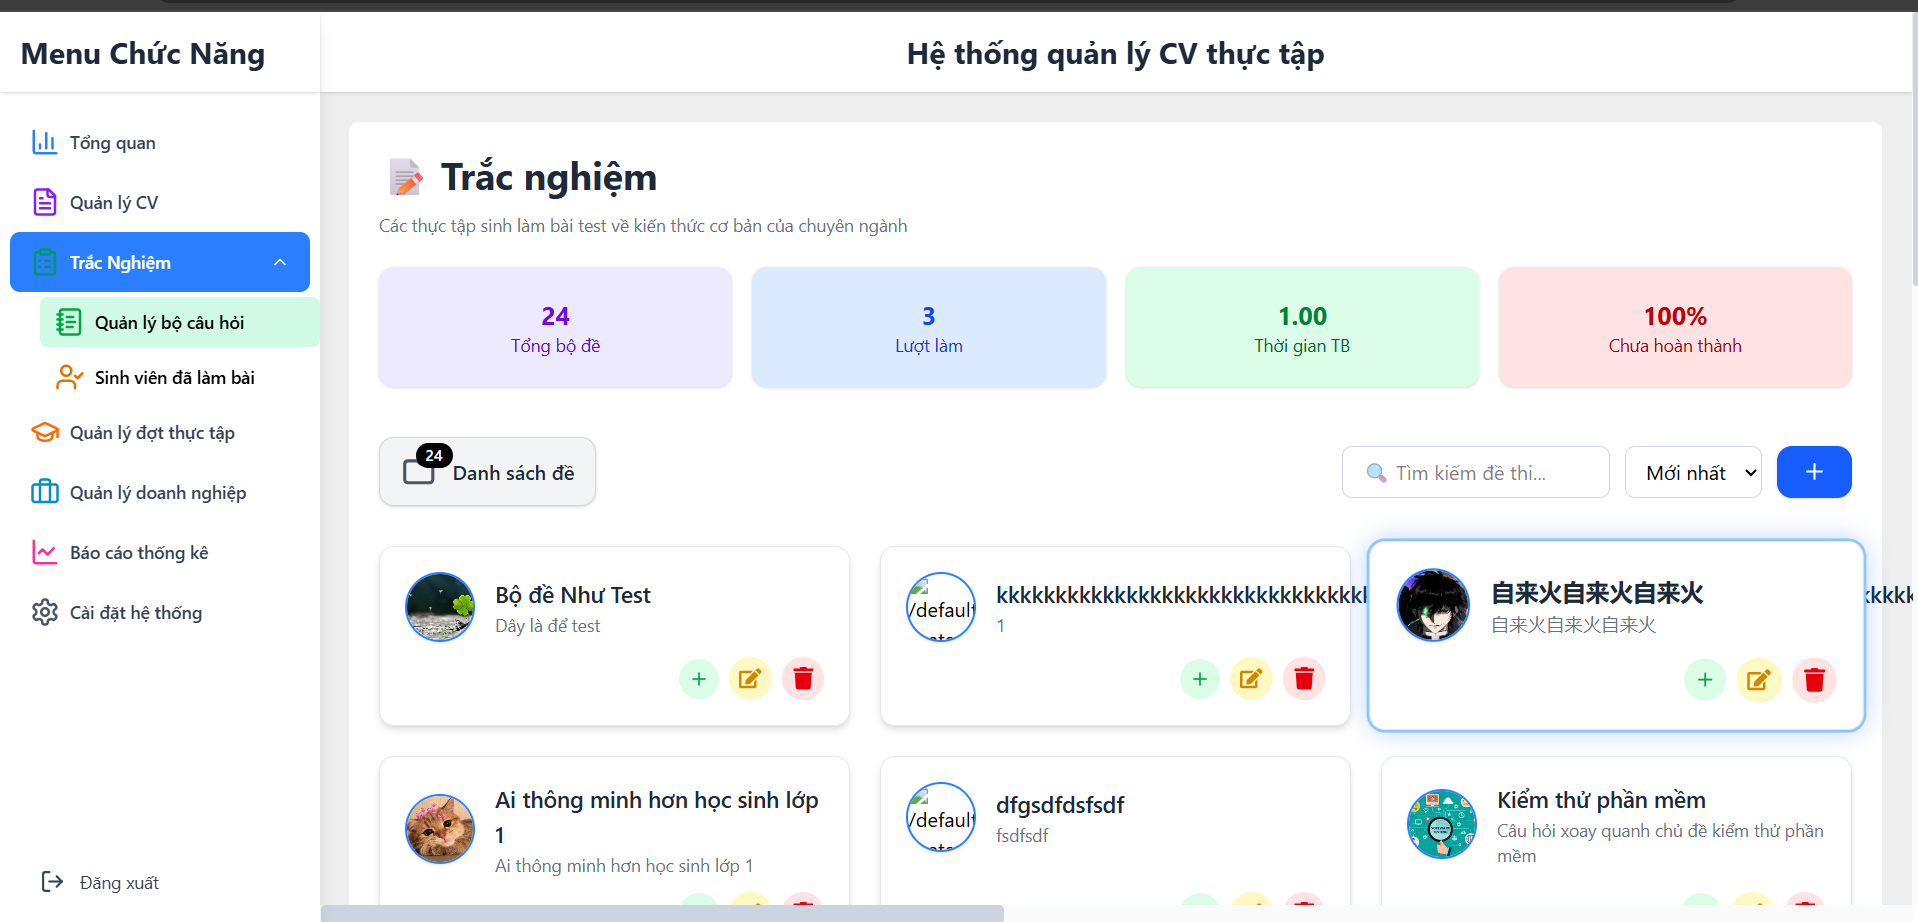 Menu Chức Năng
Hệ thống quản lý CV thực tập
Tổng quan
Quản lý CV
Trắc Nghiệm
Quản lý bộ câu hỏi
Sinh viên đã làm bài
Quản lý đợt thực tập
Quản lý doanh nghiệp
Báo cáo thống kê
Cài đặt hệ thống
Đăng xuất
Trắc nghiệm
Các thực tập sinh làm bài test về kiến thức cơ bản của chuyên ngành
24
Tổng bộ đề
3
Lượt làm
1.00
Thời gian TB
100%
Chưa hoàn thành
24
Danh sách đề
Tìm kiếm đề thi...
Mới nhất
Bộ đề Như Test
Dây là để test
/default
1
自来火自来火自来火
自来火自来火自来火
Ai thông minh hơn học sinh lớp
1
Ai thông minh hơn học sinh lớp 1
/default
dfgsdfdsfsdf
fsdfsdf
Kiểm thử phần mềm
Câu hỏi xoay quanh chủ đề kiểm thử phần
mềm